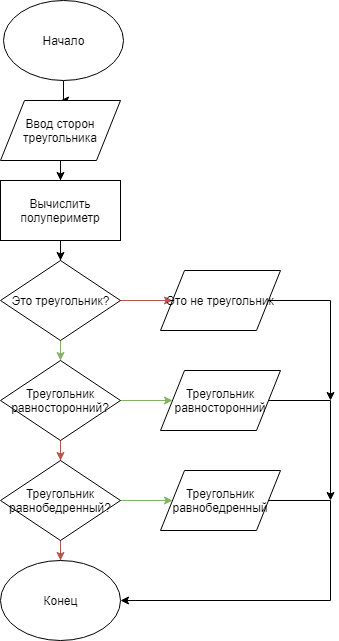 Начало
Ввод сторон
треугольника
Вычислить
полупериметр
Это треугольник?
Это не треугольник
Треугольник
равносторонний?
Треугольник
равносторонний
Треугольник
равнобедренный?
Треугольник
равнобедренный
Конец